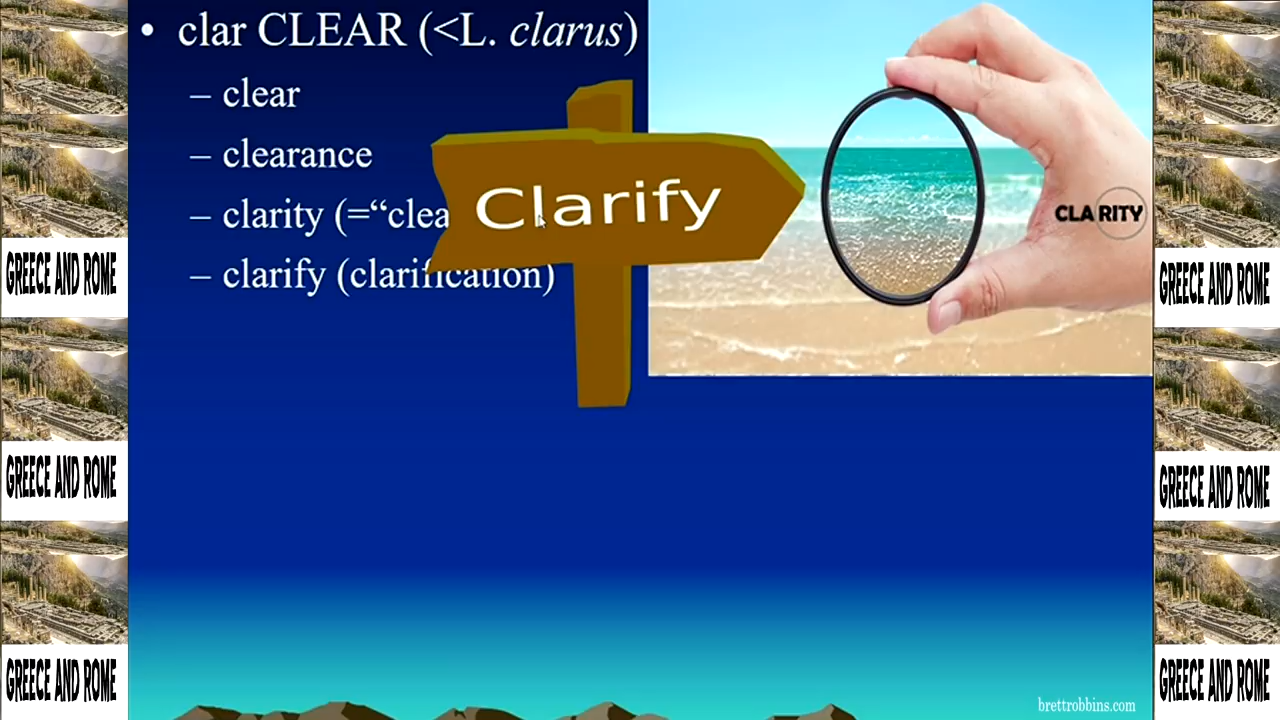 • clar CLEAR (<L. clarus)
– clear
– clearance
– clarity (=“clea
– clarify (clarification)
Clarify
CLARITY
GREECE AND ROME
GREECE AND ROME
GREECE AND ROME
GREECE AND ROME
GREECE AND ROME
GREECE AND ROME
brettrobbins.com